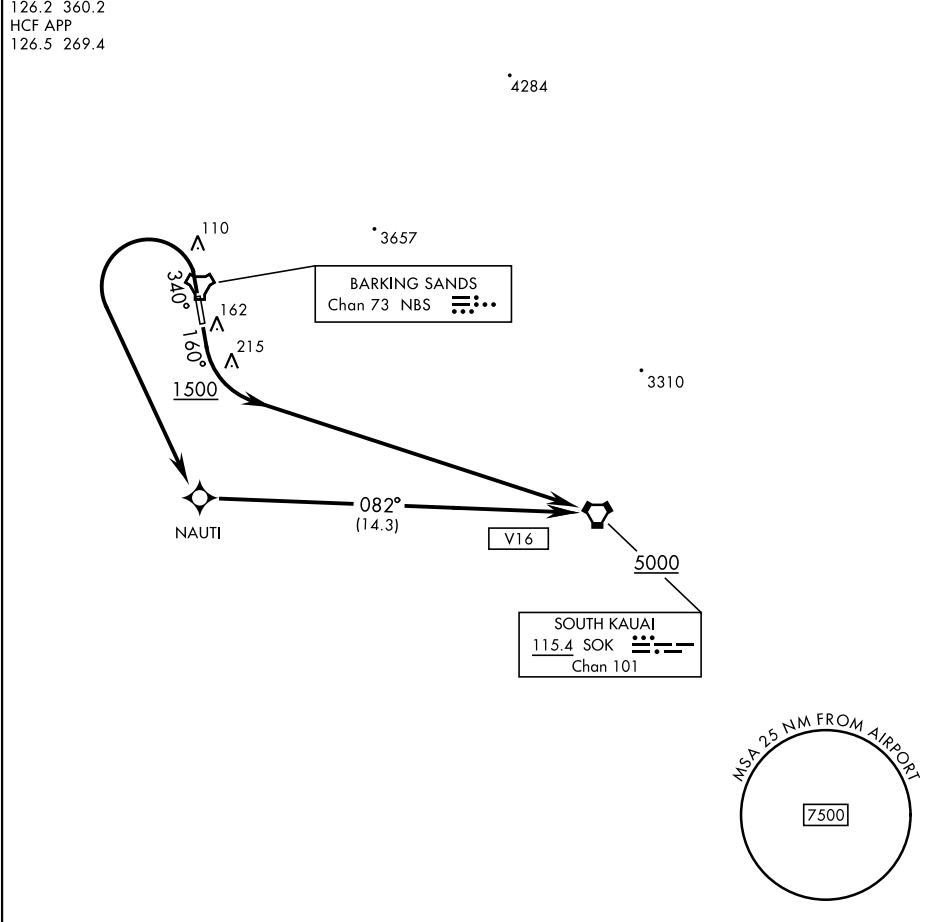 126.2 360.2
HCF APP
126.5 269.4
4284
110
3657
340°
BARKING SANDS
Chan 73 NBS
162
160°
215
1500
3310
082°
(14.3)
NAUTI
V16
5000
SOUTH KAUAI
115.4 SOK
Chan 101
MSA 25 NM FROM AIRPORT
7500